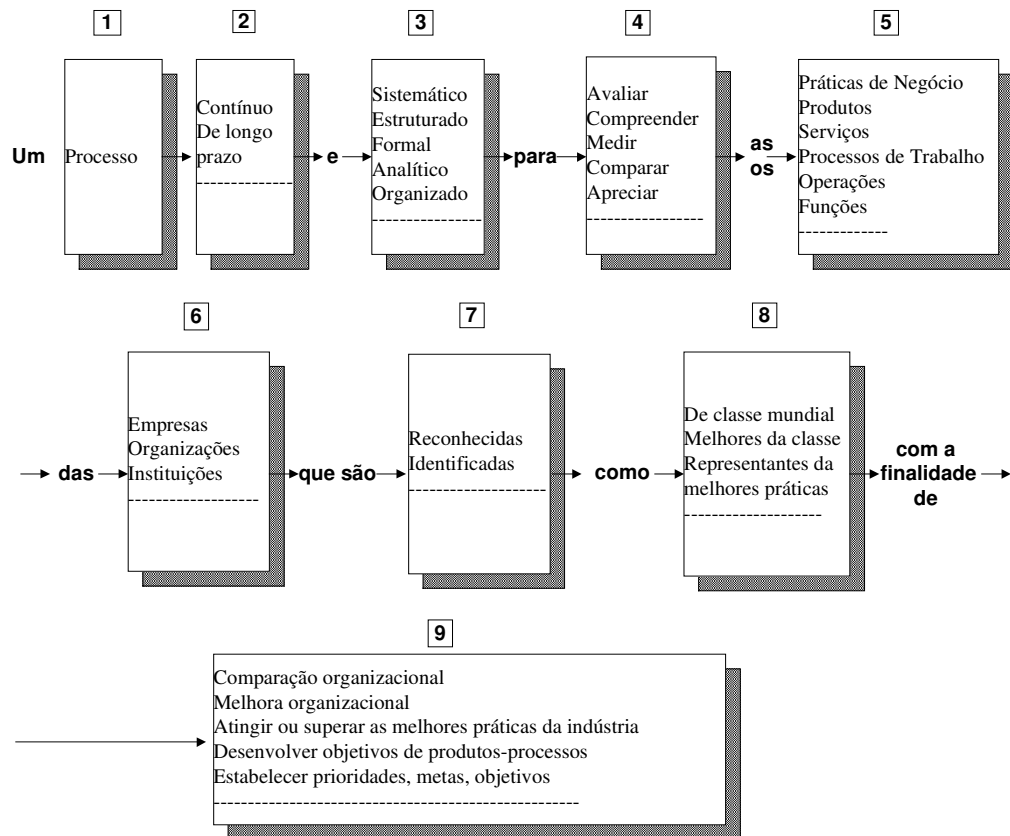 1
2
3
4
5
Um
Processo
Contínuo
De longo
prazo
--------------
e
Sistemático
Estruturado
Formal
Analítico
Organizado
----------------
para
Avaliar
Compreender
Medir
Comparar
Apreciar
-----------------
as
os
Práticas de Negócio
Produtos
Serviços
Processos de Trabalho
Operações
Funções
-------------
6
7
8
das
Empresas
Organizações
Instituições
-------------------
que são
Reconhecidas
Identificadas
--------------------
como
De classe mundial
Melhores da classe
Representantes da
melhores práticas
--------------------
com a
finalidade
de
9
Comparação organizacional
Melhora organizacional
Atingir ou superar as melhores práticas da indústria
Desenvolver objetivos de produtos-processos
Estabelecer prioridades, metas, objetivos
-----------------------------------------------------